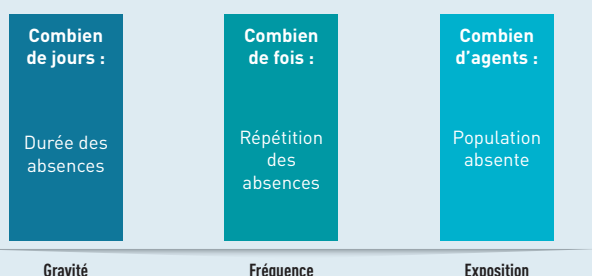 Combien
de jours :
Durée des
absences
Gravité
Combien
de fois :
Répétition
des
absences
Fréquence
Combien
d'agents :
Population
absente
Exposition